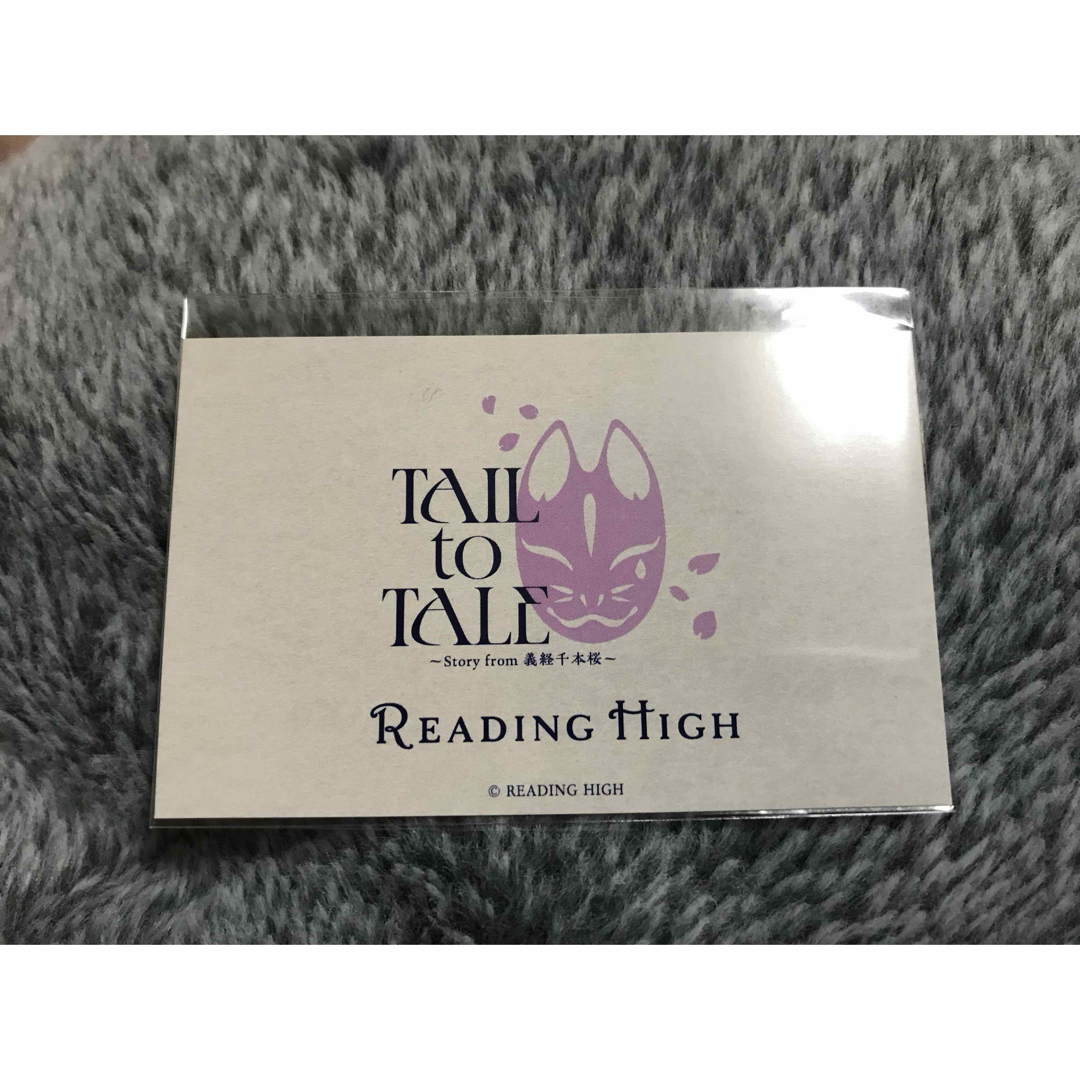 TAIL
to
TALE
~Story from 義経千本桜~
READING HIGH
© READING HIGH